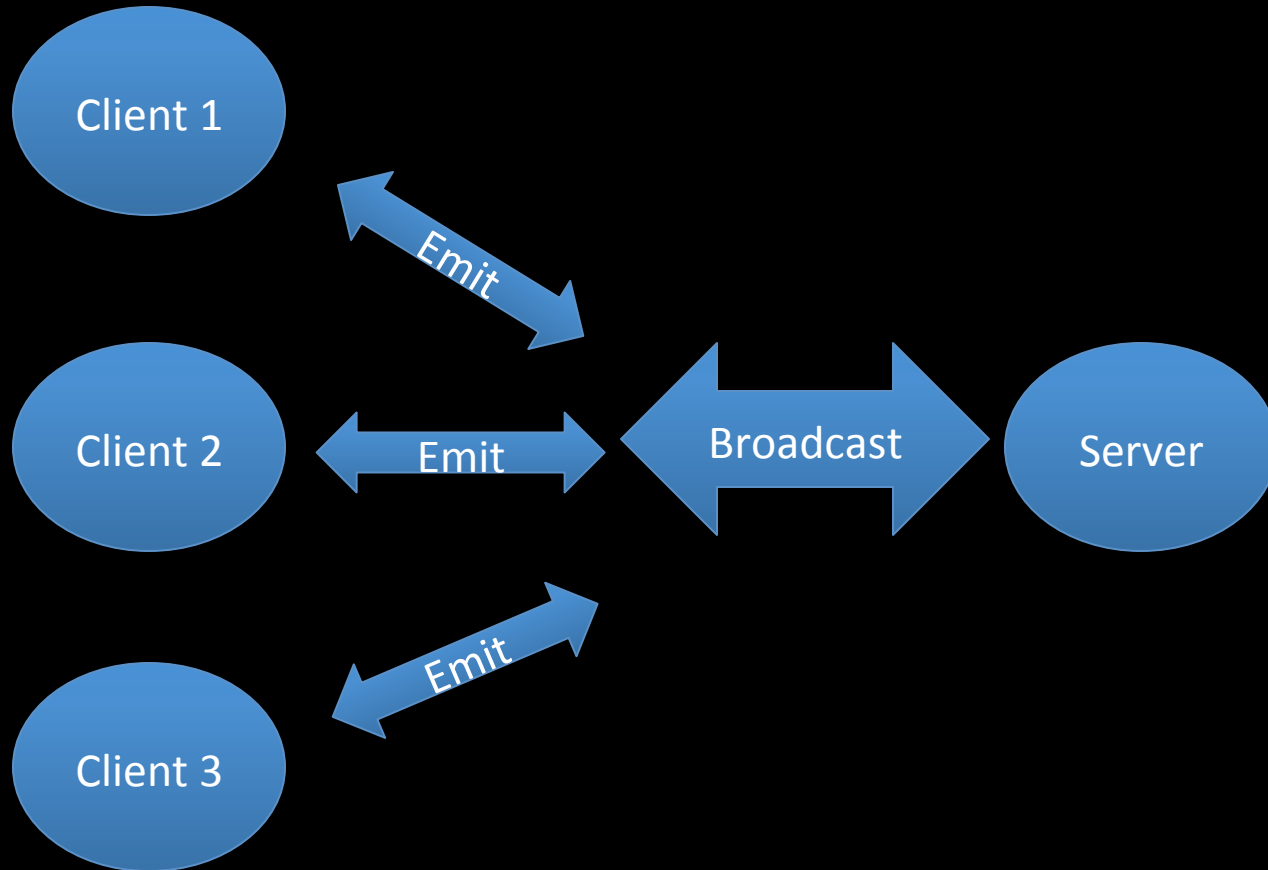 Client 1
Emit
Client 2
Emit
Broadcast
Server
Emit
Client 3